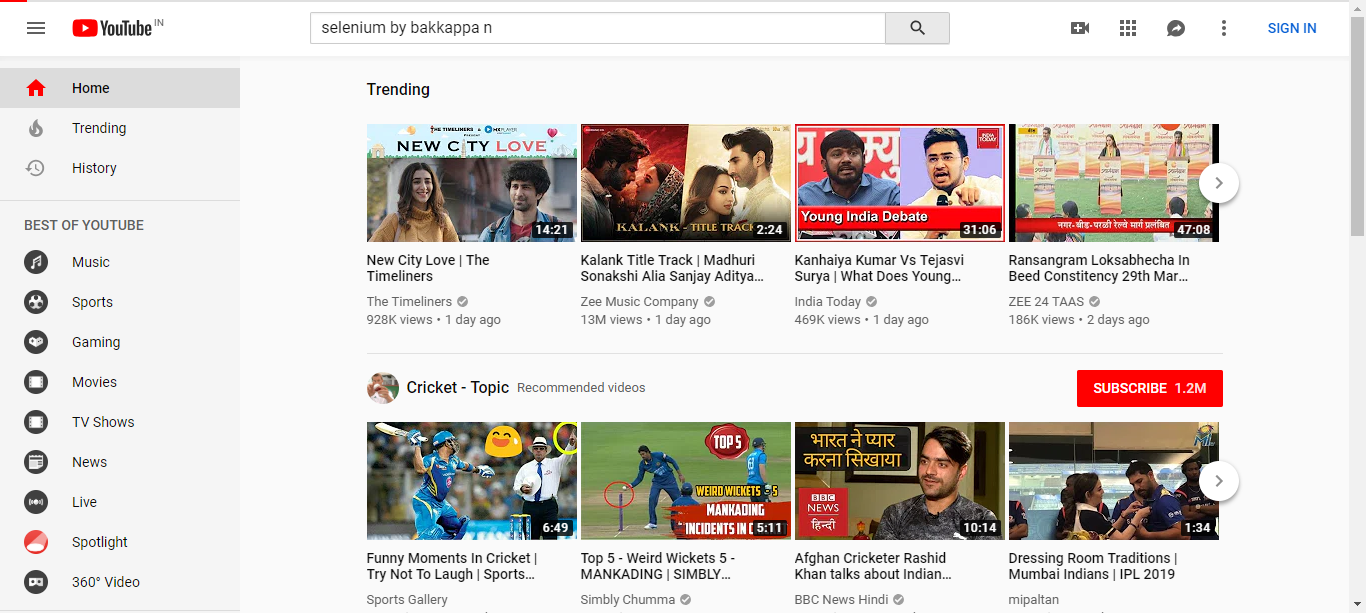 YouTube IN
selenium by bakkappa n
SIGN IN
Home
Trending
History
BEST OF YOUTUBE
Music
Sports
Gaming
Movies
TV Shows
News
Live
Spotlight
360° Video
Trending
THE TIMELINERS & MXPLAYER
NEW CITY LOVE
14:21
New City Love | The
Timeliners
The Timeliners
928K views • 1 day ago
KALANK - TITLE TRACK
2:24
Kalank Title Track | Madhuri
Sonakshi Alia Sanjay Aditya...
Zee Music Company
13M views • 1 day ago
INDIA TODAY
Young India Debate
31:06
Kanhaiya Kumar Vs Tejasvi
Surya | What Does Young...
India Today
469K views • 1 day ago
नगर-बीड-परळी रेल्वे मार्ग प्रलंबित
47:08
Ransangram Loksabhecha In
Beed Constitency 29th Mar...
ZEE 24 TAAS
186K views • 2 days ago
Cricket - Topic Recommended videos
SUBSCRIBE 1.2M
6:49
Funny Moments In Cricket |
Try Not To Laugh | Sports...
Sports Gallery
TOP 5
WEIRD WICKETS - 5
MANKADING
INCIDENTS IN C
5:11
Top 5 - Weird Wickets 5 -
MANKADING | SIMBLY...
Simbly Chumma
भारत ने प्यार
करना सिखाया
BBC
NEWS
हिन्दी
10:14
Afghan Cricketer Rashid
Khan talks about Indian...
BBC News Hindi
1:34
Dressing Room Traditions |
Mumbai Indians | IPL 2019
mipaltan